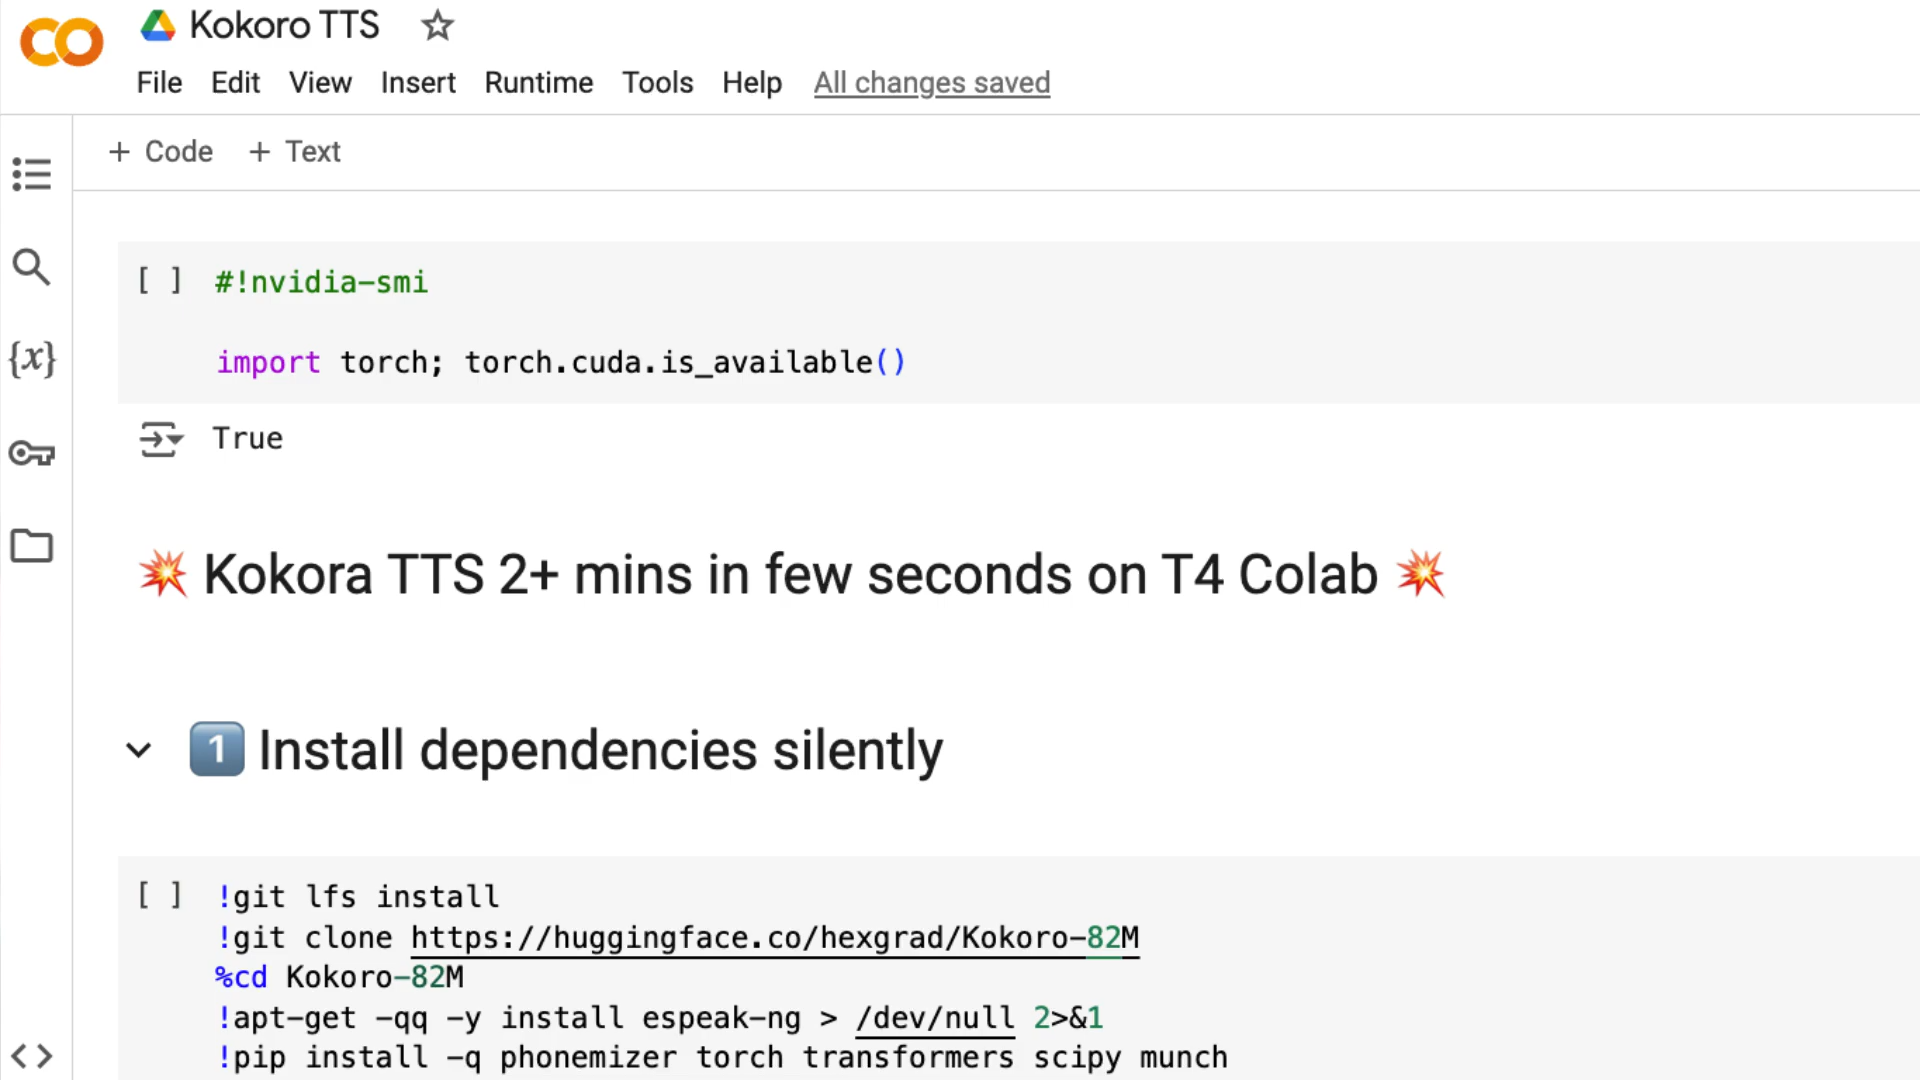 Kokoro TTS
File Edit View Insert Runtime Tools Help All changes saved
+ Code + Text
[ ] #!nvidia-smi
import torch; torch.cuda.is_available()
True
💥 Kokora TTS 2+ mins in few seconds on T4 Colab 💥
1️⃣ Install dependencies silently
[ ] !git lfs install
!git clone https://huggingface.co/hexgrad/Kokoro-82M
%cd Kokoro-82M
!apt-get -qq -y install espeak-ng > /dev/null 2>&1
!pip install -q phonemizer torch transformers scipy munch